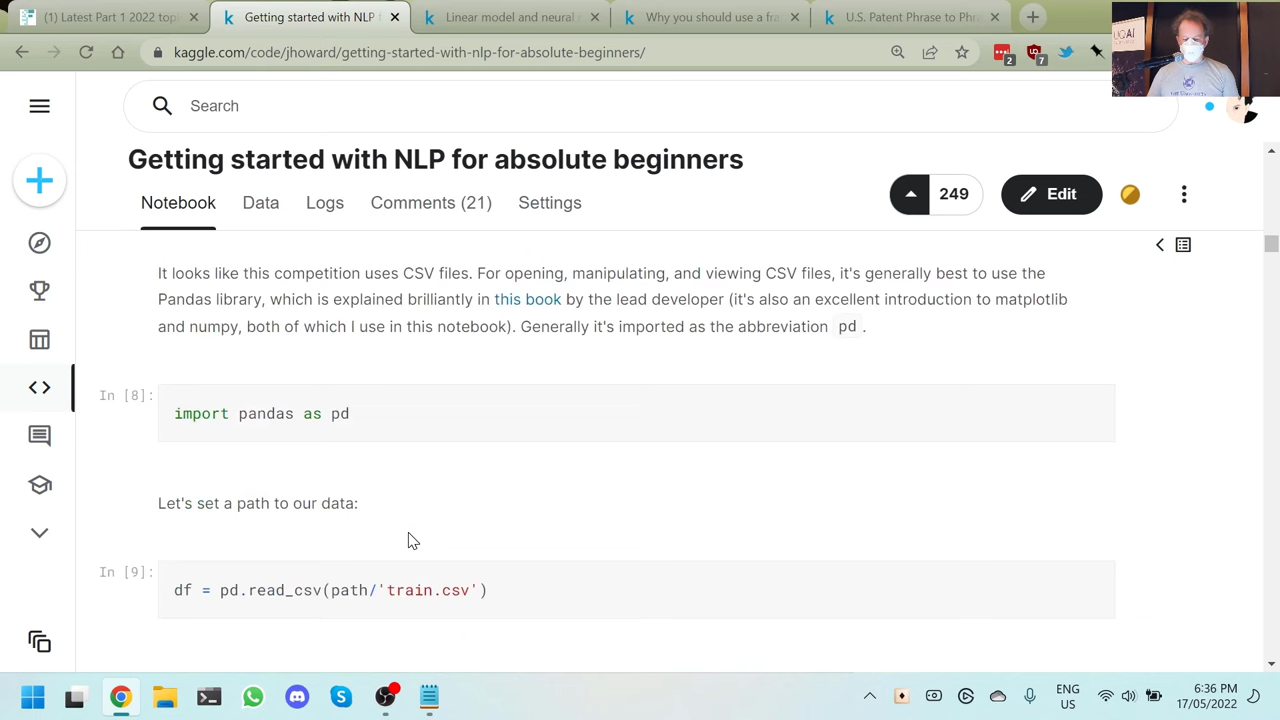 (1) Latest Part 1 2022 topi
Getting started with NLP f
Linear model and neural
Why you should use a fra
U.S. Patent Phrase to Phr
kaggle.com/code/jhoward/getting-started-with-nlp-for-absolute-beginners/
2
7
Search
Getting started with NLP for absolute beginners
249
Edit
Notebook
Data
Logs
Comments (21)
Settings
It looks like this competition uses CSV files. For opening, manipulating, and viewing CSV files, it's generally best to use the
Pandas library, which is explained brilliantly in this book by the lead developer (it's also an excellent introduction to matplotlib
and numpy, both of which I use in this notebook). Generally it's imported as the abbreviation pd .
In [8]:
import pandas as pd
Let's set a path to our data:
In [9]:
df = pd.read_csv(path/'train.csv')
ENG
US
6:36 PM
17/05/2022